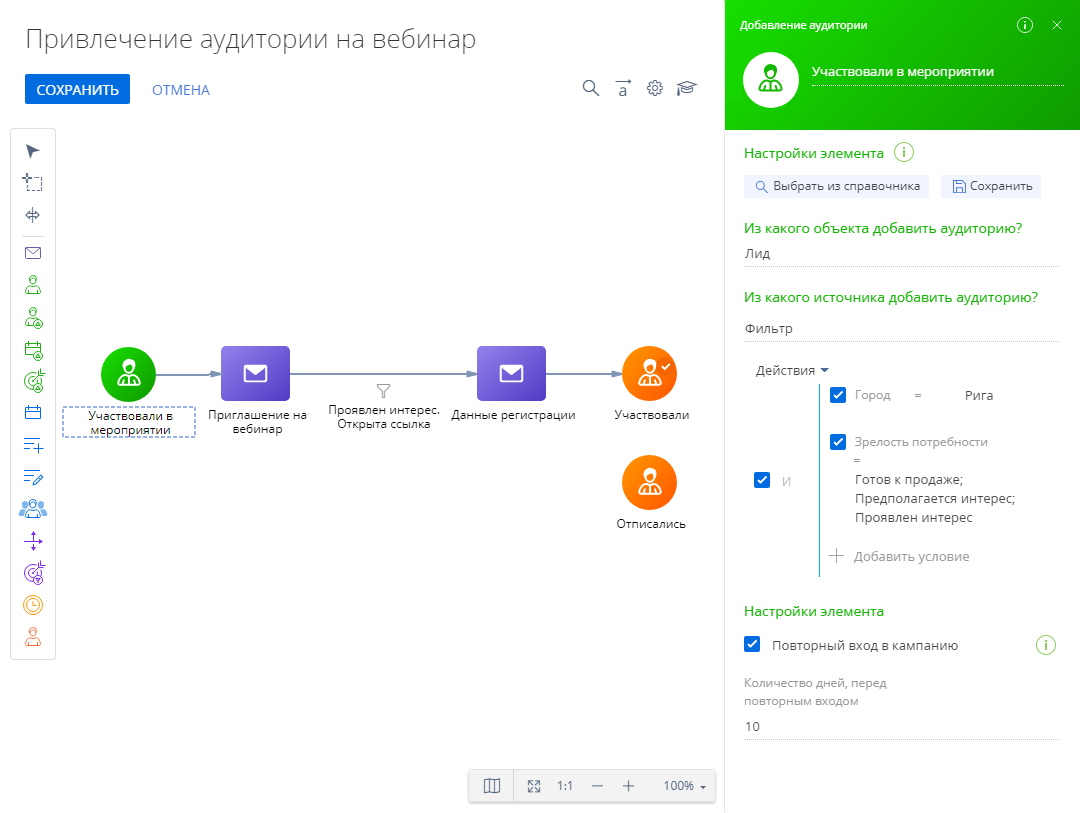 Привлечение аудитории на вебинар
СОХРАНИТЬ
ОТМЕНА
a
Участвовали в
мероприятии
Приглашение на
вебинар
Проявлен интерес.
Открыта ссылка
Данные регистрации
Участвовали
Отписались
1:1
100%
Добавление аудитории
Участвовали в мероприятии
Настройки элемента
Выбрать из справочника
Сохранить
Из какого объекта добавить аудиторию?
Лид
Из какого источника добавить аудиторию?
Фильтр
Действия
Город = Рига
Зрелость потребности
=
И
Готов к продаже;
Предполагается интерес;
Проявлен интерес
Добавить условие
Настройки элемента
Повторный вход в кампанию
Количество дней, перед
повторным входом
10